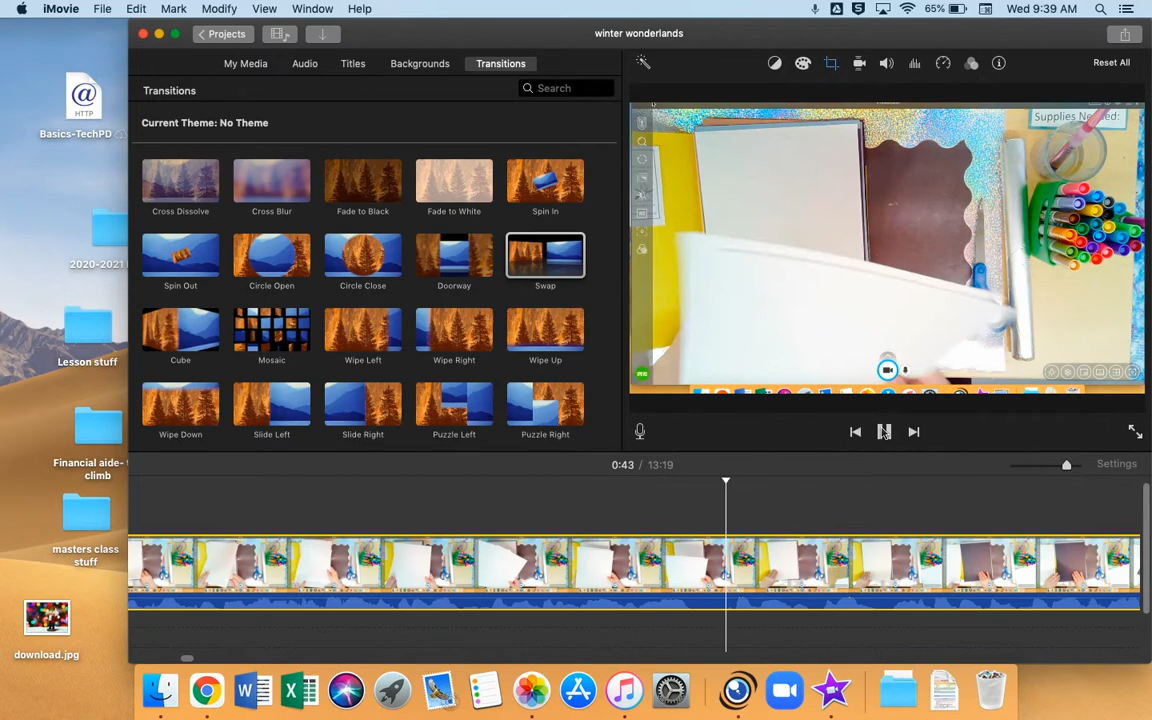 iMovie File Edit Mark Modify View Window Help
65% Wed 9:39 AM
Projects
winter wonderlands
My Media Audio Titles Backgrounds Transitions
Reset All
Transitions
Search
Current Theme: No Theme
Cross Dissolve Cross Blur Fade to Black Fade to White Spin In
Spin Out Circle Open Circle Close Doorway Swap
Cube Mosaic Wipe Left Wipe Right Wipe Up
Wipe Down Slide Left Slide Right Puzzle Left Puzzle Right
Supplies Needed:
0:43 / 13:19
Settings
HTTP
Basics-TechPD
2020-2021
Lesson stuff
Financial aide-
climb
masters class
stuff
download.jpg